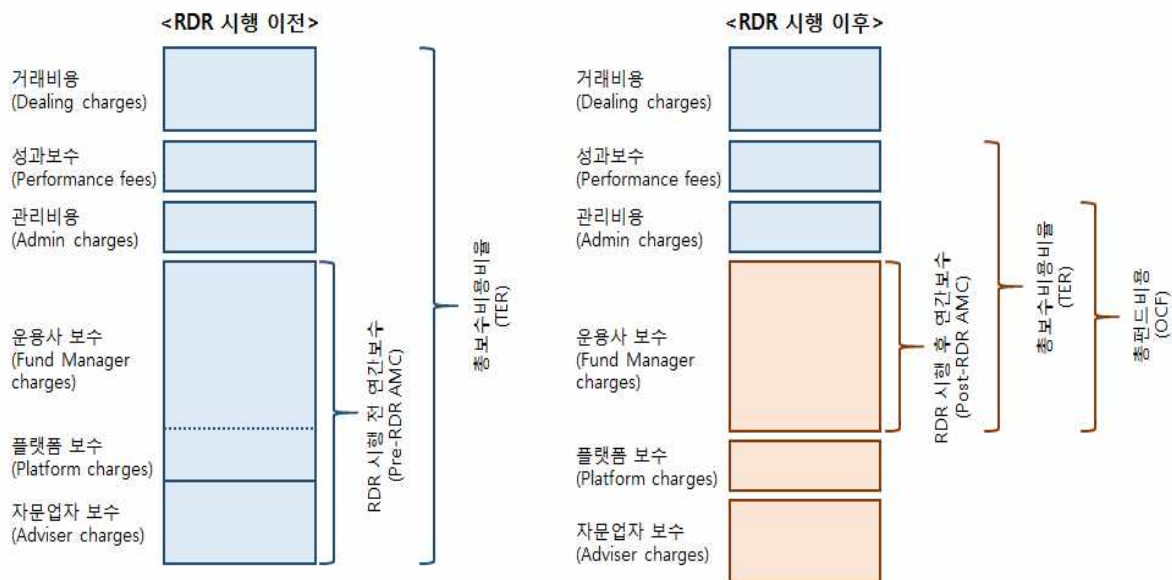 <RDR 시행 이전>
거래비용
(Dealing charges)
성과보수
(Performance fees)
관리비용
(Admin charges)
운용사 보수
(Fund Manager
charges)
플랫폼 보수
(Platform charges)
자문업자 보수
(Adviser charges)
RDR 시행 전 연간보수
(Pre-RDR AMC)
총보수비용비율
(TER)
<RDR 시행 이후>
거래비용
(Dealing charges)
성과보수
(Performance fees)
관리비용
(Admin charges)
운용사 보수
(Fund Manager
charges)
플랫폼 보수
(Platform charges)
자문업자 보수
(Adviser charges)
RDR 시행 후 연간보수
(Post-RDR AMC)
총보수비용비율
(TER)
총펀드비용
(OCF)